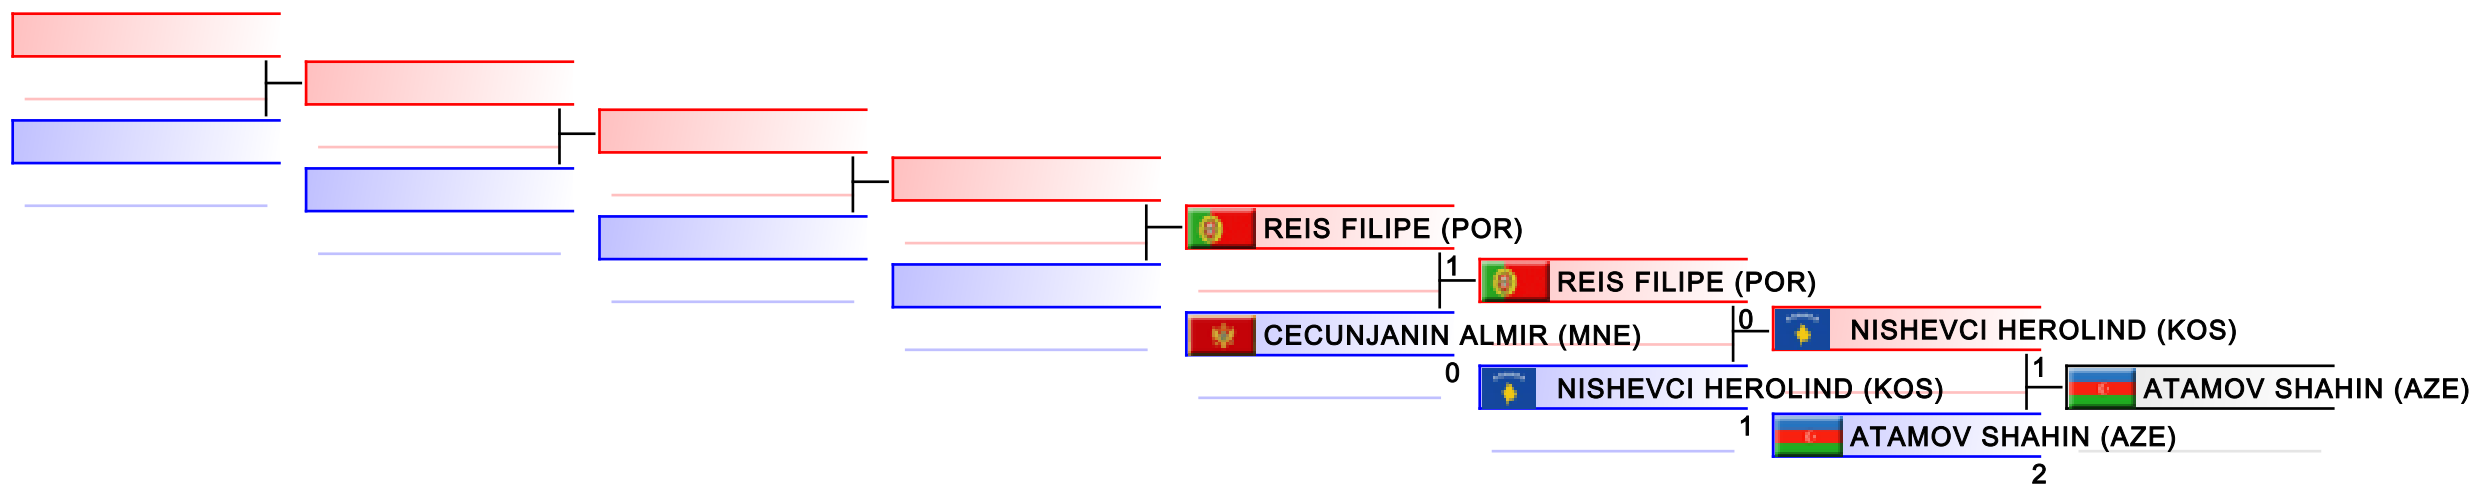 REIS FILIPE (POR)
1
REIS FILIPE (POR)
0
NISHEVCI HEROLIND (KOS)
CECUNJANIN ALMIR (MNE)
0
1
ATAMOV SHAHIN (AZE)
NISHEVCI HEROLIND (KOS)
1
ATAMOV SHAHIN (AZE)
2